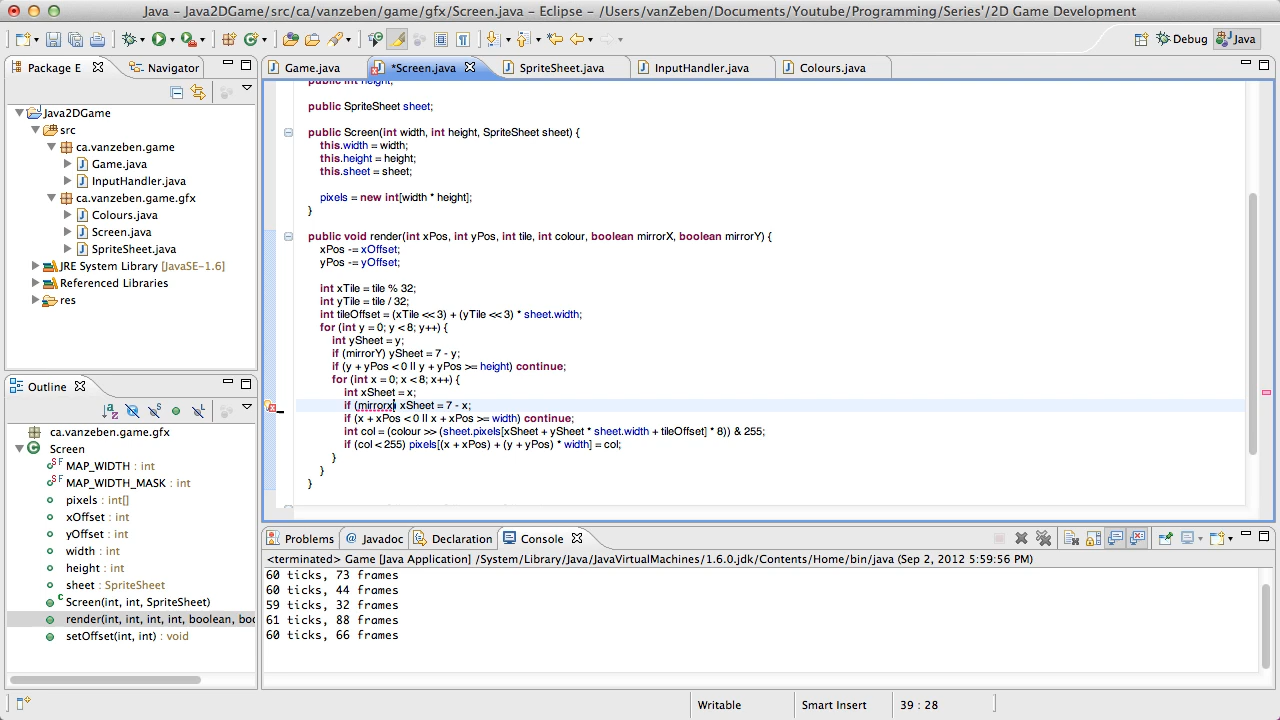 Java - Java2DGame/src/ca/vanzeben/game/gfx/Screen.java - Eclipse - /Users/vanZeben/Documents/Youtube/Programming/Series'/2D Game Development
Debug Java
Package E Navigator
Java2DGame
src
ca.vanzeben.game
Game.java
InputHandler.java
ca.vanzeben.game.gfx
Colours.java
Screen.java
SpriteSheet.java
JRE System Library [JavaSE-1.6]
Referenced Libraries
res
Outline
ca.vanzeben.game.gfx
Screen
MAP_WIDTH : int
MAP_WIDTH_MASK : int
pixels : int[]
xOffset : int
yOffset : int
width : int
height : int
sheet : SpriteSheet
Screen(int, int, SpriteSheet)
render(int, int, int, int, boolean, boo
setOffset(int, int) : void
Game.java *Screen.java SpriteSheet.java InputHandler.java Colours.java
public int height;
public SpriteSheet sheet;
public Screen(int width, int height, SpriteSheet sheet) {
this.width = width;
this.height = height;
this.sheet = sheet;
pixels = new int[width * height];
}
public void render(int xPos, int yPos, int tile, int colour, boolean mirrorX, boolean mirrorY) {
xPos -= xOffset;
yPos -= yOffset;
int xTile = tile % 32;
int yTile = tile / 32;
int tileOffset = (xTile << 3) + (yTile << 3) * sheet.width;
for (int y = 0; y < 8; y++) {
int ySheet = y;
if (mirrorY) ySheet = 7 - y;
if (y + yPos < 0 || y + yPos >= height) continue;
for (int x = 0; x < 8; x++) {
int xSheet = x;
if (mirrorx) xSheet = 7 - x;
if (x + xPos < 0 || x + xPos >= width) continue;
int col = (colour >> (sheet.pixels[xSheet + ySheet * sheet.width + tileOffset] * 8)) & 255;
if (col < 255) pixels[(x + xPos) + (y + yPos) * width] = col;
}
}
}
Problems Javadoc Declaration Console
<terminated> Game [Java Application] /System/Library/Java/JavaVirtualMachines/1.6.0.jdk/Contents/Home/bin/java (Sep 2, 2012 5:59:56 PM)
60 ticks, 73 frames
60 ticks, 44 frames
59 ticks, 32 frames
61 ticks, 88 frames
60 ticks, 66 frames
Writable Smart Insert 39 : 28